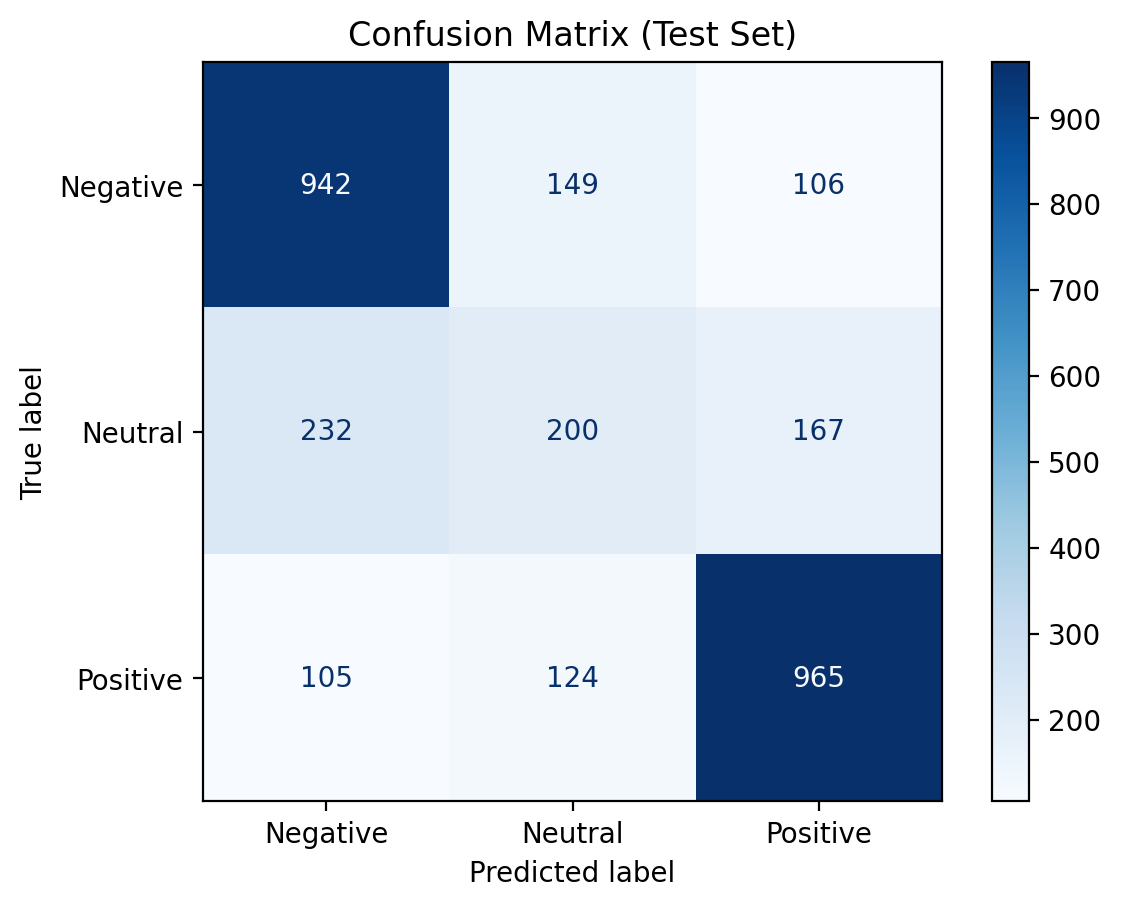 Confusion Matrix (Test Set)
True label
Negative 942 149 106
Neutral 232 200 167
Positive 105 124 965
Negative Neutral Positive
Predicted label
900
800
700
600
500
400
300
200